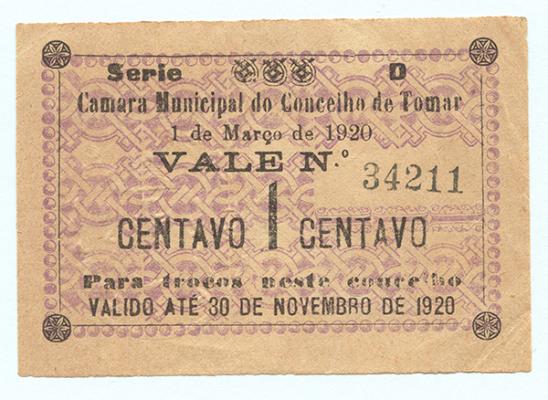 Serie D
Camara Municipal do Concelho de Tomar
1 de Março de 1920
VALE N.º 34211
CENTAVO 1 CENTAVO
Para trocos neste concelho
VALIDO ATÉ 30 DE NOVEMBRO DE 1920